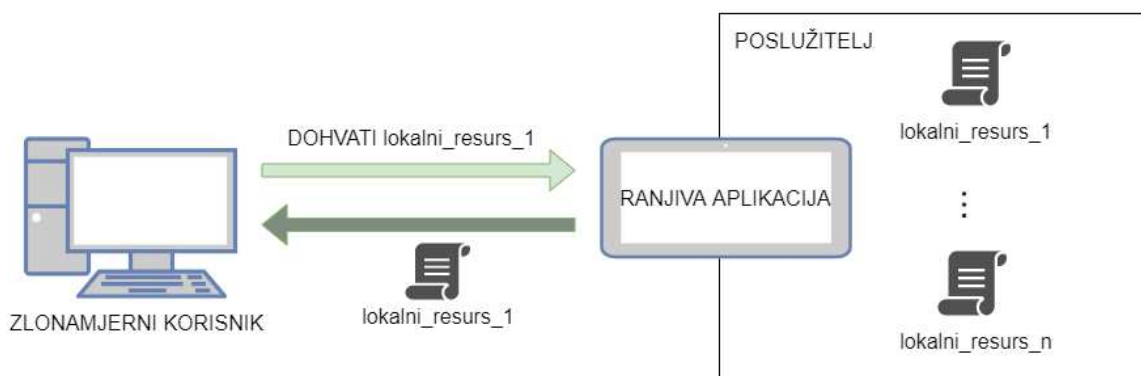 POSLUŽITELJ
lokalni_resurs_1
DOHVATI lokalni_resurs_1
RANJIVA APLIKACIJA
⋮
lokalni_resurs_1
ZLONAMJERNI KORISNIK
lokalni_resurs_n